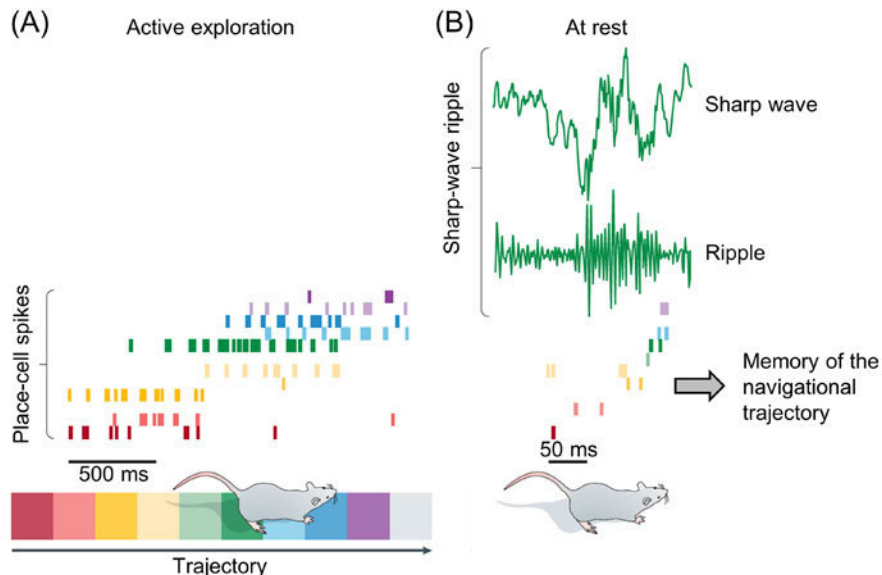 (A)
Active exploration
Place-cell spikes
500 ms
Trajectory
(B)
At rest
Sharp-wave ripple
Sharp wave
Ripple
Memory of the
navigational
trajectory
50 ms